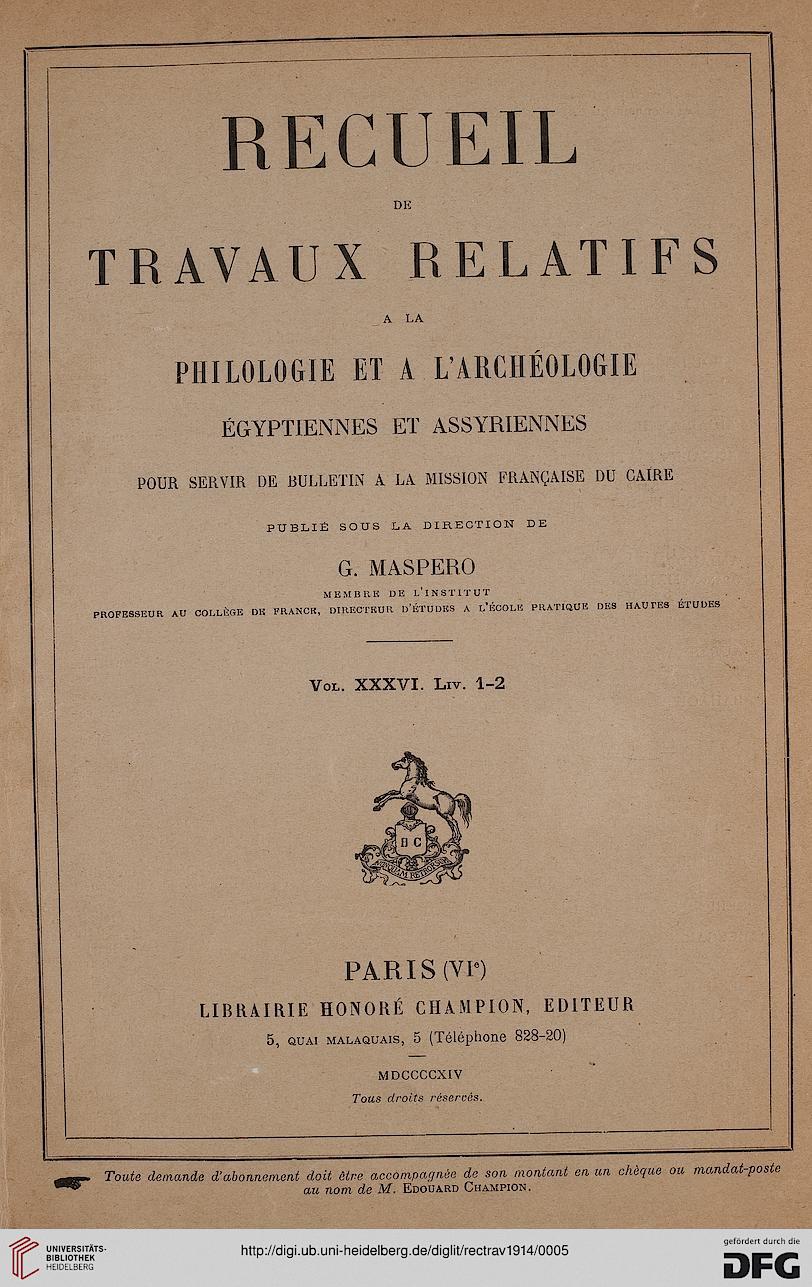 RECUEIL
DE
TRAVAUX RELATIFS
A LA
PHILOLOGIE ET A L'ARCHÉOLOGIE
ÉGYPTIENNES ET ASSYRIENNES
POUR SERVIR DE BULLETIN A LA MISSION FRANÇAISE DU CAIRE
PUBLIÉ SOUS LA DIRECTION DE
G. MASPERO
MEMBRE DE L'INSTITUT
PROFESSEUR AU COLLÈGE DE FRANCE, DIRECTEUR D'ÉTUDES A L'ÉCOLE PRATIQUE DES HAUTES ÉTUDES
VOL. XXXVI. LIV. 1-2
PARIS (VIe)
LIBRAIRIE HONORÉ CHAMPION, EDITEUR
5, QUAI MALAQUAIS, 5 (Téléphone 828-20)
MDCCCCXIV
Tous droits réservés.
Toute demande d'abonnement doit être accompagnée de son montant en un chèque ou mandat-poste
au nom de M. EDOUARD CHAMPION.
UNIVERSITÄTS-
BIBLIOTHEK
HEIDELBERG
http://digi.ub.uni-heidelberg.de/diglit/rectrav1914/0005
gefördert durch die
DFG